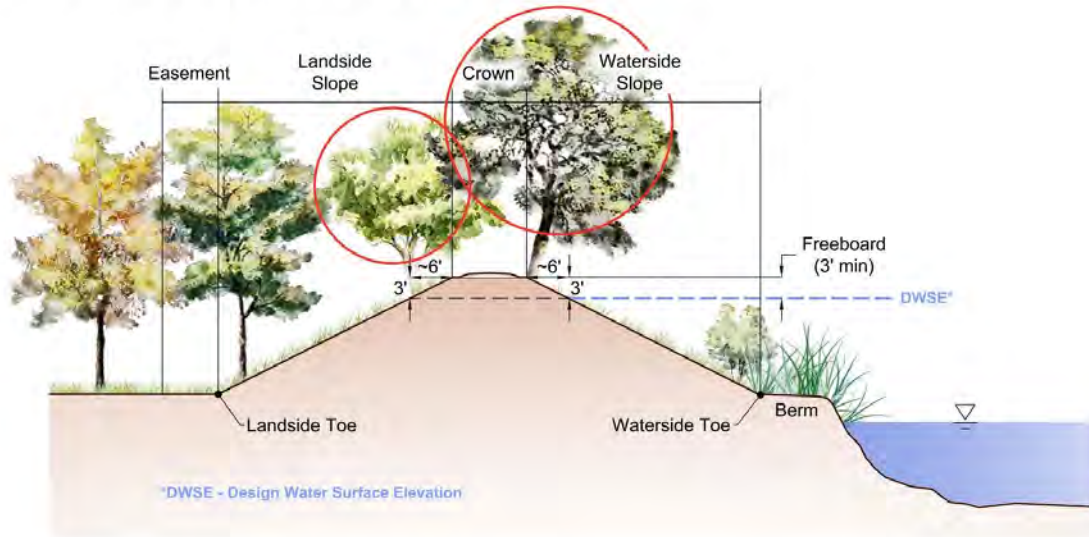 Easement
Landside
Slope
Crown
Waterside
Slope
~6'
~6'
3'
3'
Freeboard
(3' min)
DWSE*
Landside Toe
Waterside Toe
Berm
*DWSE - Design Water Surface Elevation